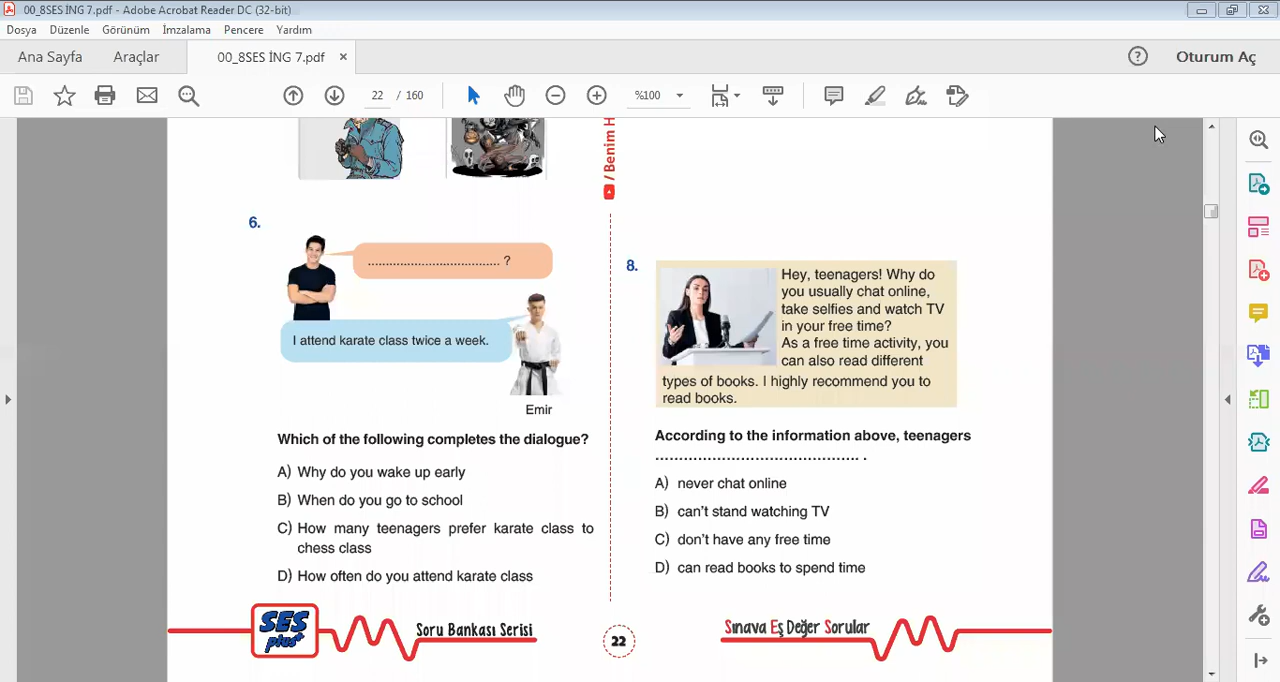 00_8SES İNG 7.pdf - Adobe Acrobat Reader DC (32-bit)
Dosya Düzenle Görünüm İmzalama Pencere Yardım
Ana Sayfa Araçlar 00_8SES İNG 7.pdf × Oturum Aç
22 / 160 %100
/ Benim H
6.
..................................... ?
I attend karate class twice a week.
Emir
Which of the following completes the dialogue?
A) Why do you wake up early
B) When do you go to school
C) How many teenagers prefer karate class to
chess class
D) How often do you attend karate class
8.
Hey, teenagers! Why do
you usually chat online,
take selfies and watch TV
in your free time?
As a free time activity, you
can also read different
types of books. I highly recommend you to
read books.
According to the information above, teenagers
........................................... .
A) never chat online
B) can't stand watching TV
C) don't have any free time
D) can read books to spend time
SES
plus+
Soru Bankası Serisi
22
Sınava Eş Değer Sorular